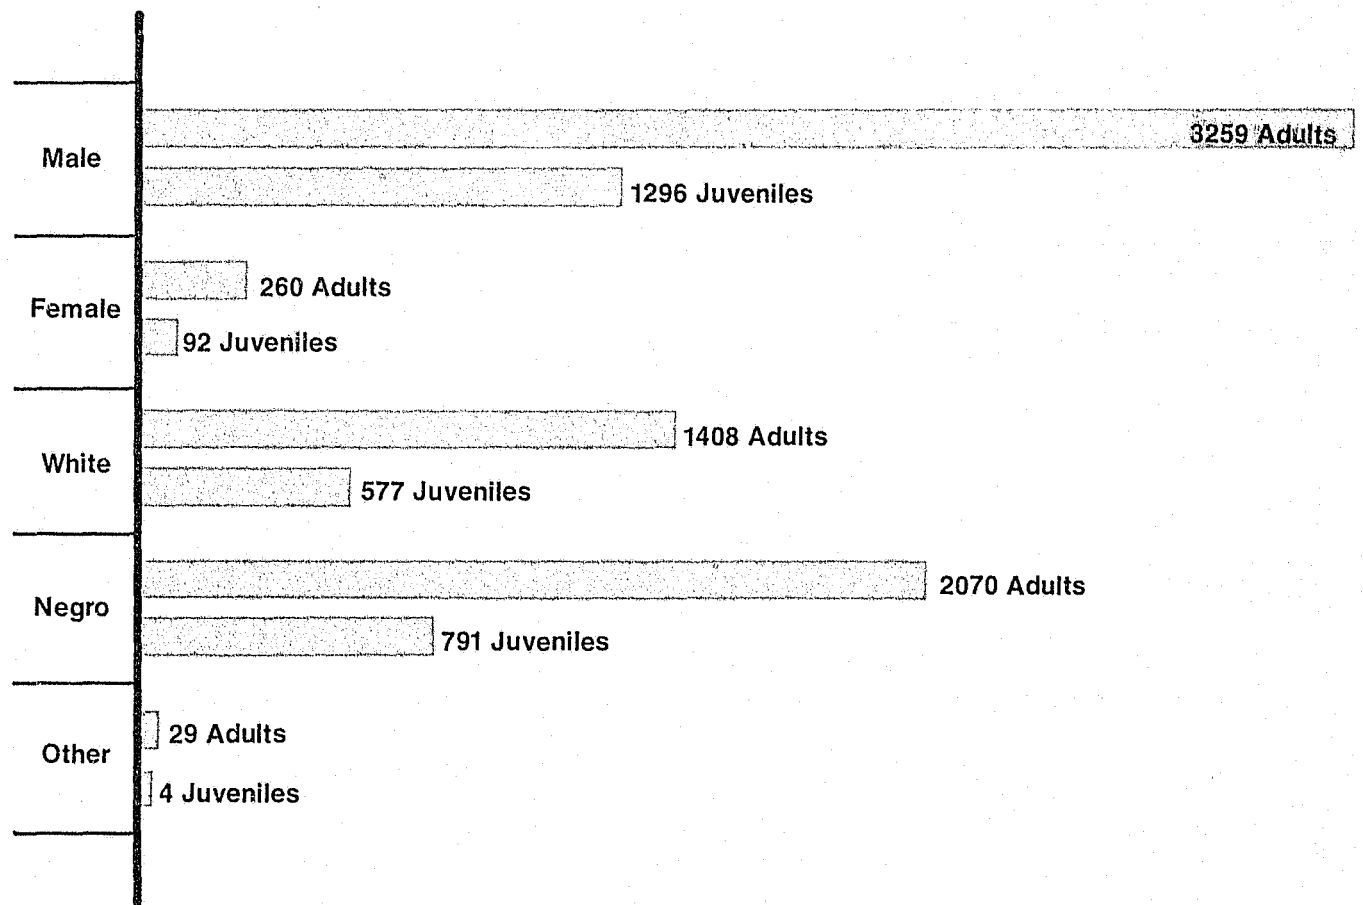 3259 Adults
Male
1296 Juveniles
260 Adults
Female
92 Juveniles
1408 Adults
White
577 Juveniles
2070 Adults
Negro
791 Juveniles
29 Adults
Other
4 Juveniles